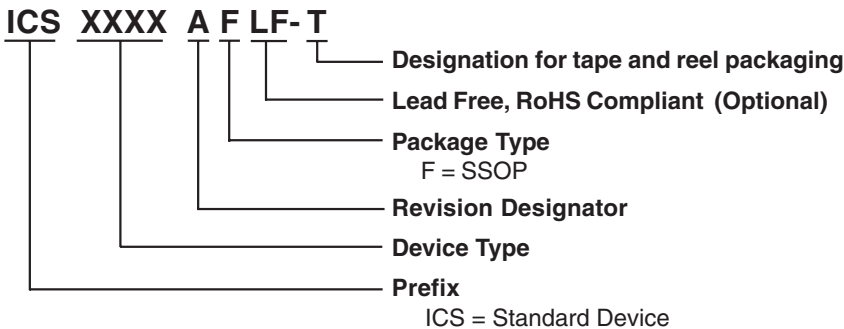 ICS XXXX A F LF- T
Designation for tape and reel packaging
Lead Free, RoHS Compliant (Optional)
Package Type
F = SSOP
Revision Designator
Device Type
Prefix
ICS = Standard Device